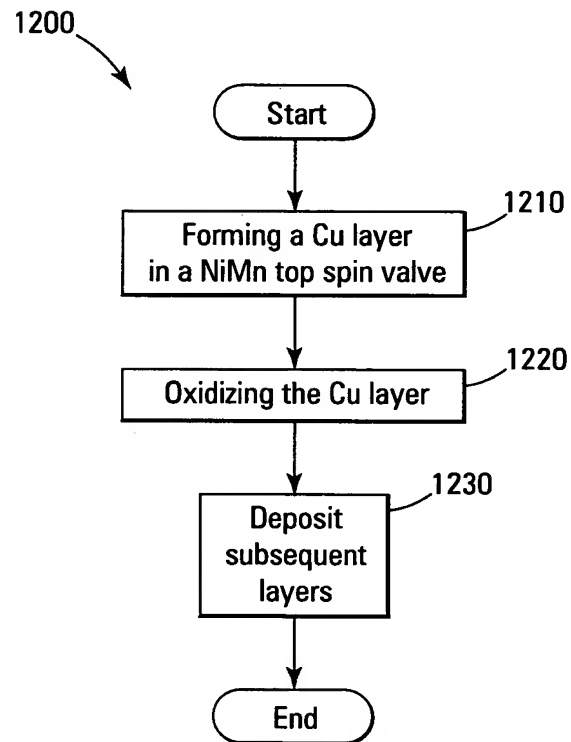 1200
Start
1210
Forming a Cu layer
in a NiMn top spin valve
1220
Oxidizing the Cu layer
1230
Deposit
subsequent
layers
End